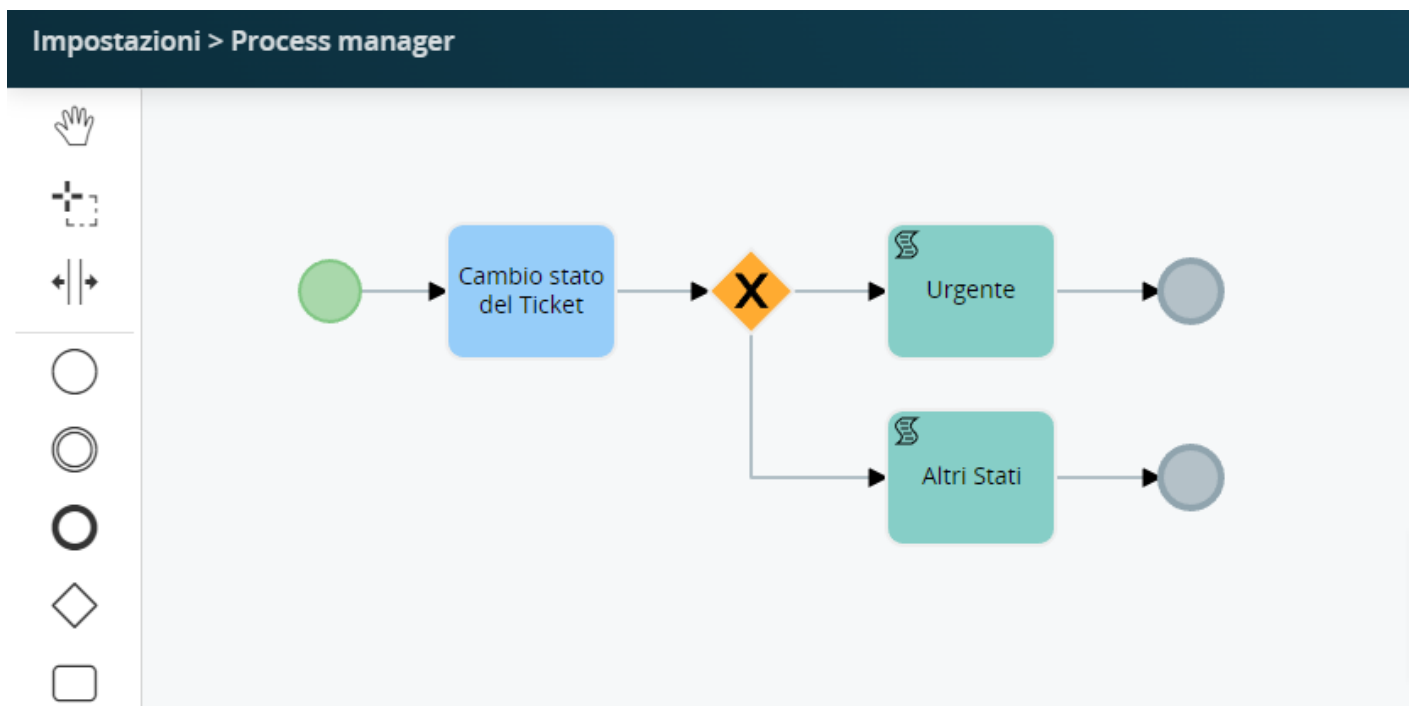 Impostazioni > Process manager
Cambio stato
del Ticket
X
Urgente
Altri Stati